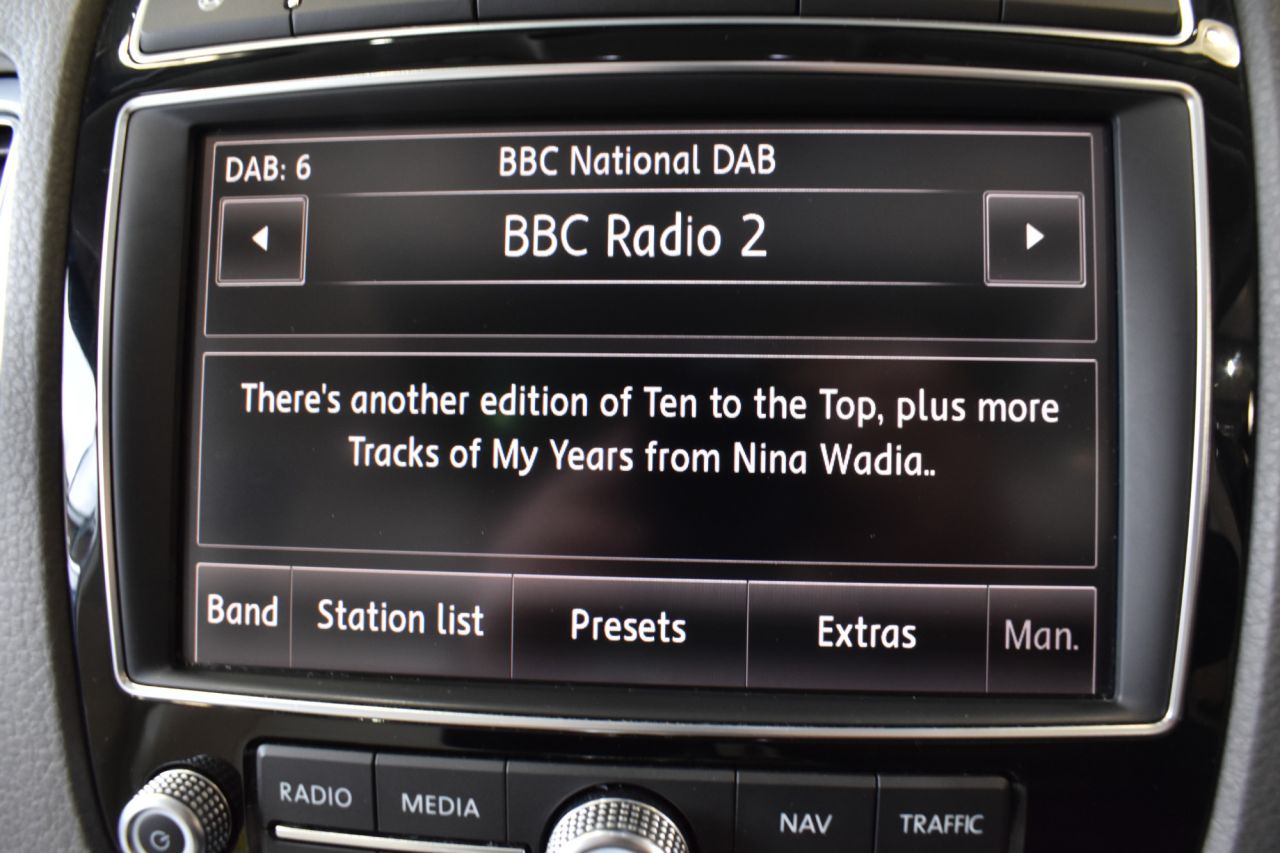 DAB: 6
BBC National DAB
BBC Radio 2
There's another edition of Ten to the Top, plus more
Tracks of My Years from Nina Wadia..
Band
Station list
Presets
Extras
Man.
RADIO
MEDIA
NAV
TRAFFIC